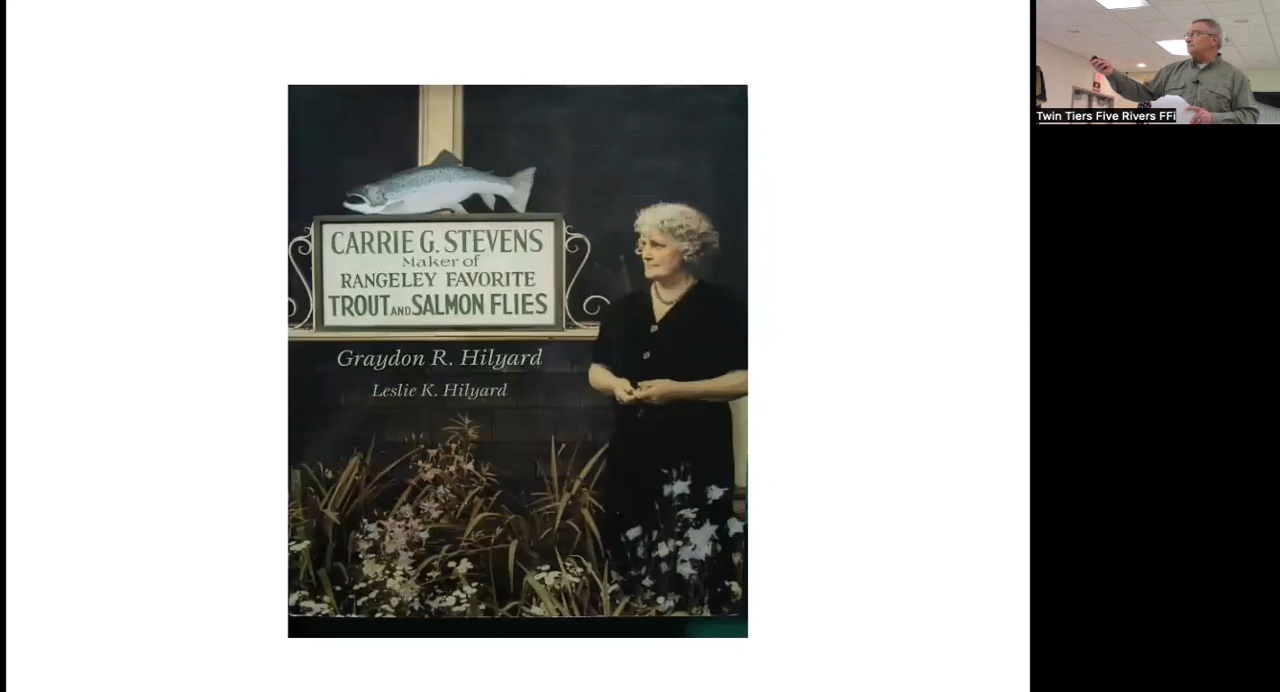 CARRIE G. STEVENS
Maker of
RANGELEY FAVORITE
TROUT AND SALMON FLIES
Graydon R. Hilyard
Leslie K. Hilyard
Twin Tiers Five Rivers FFi